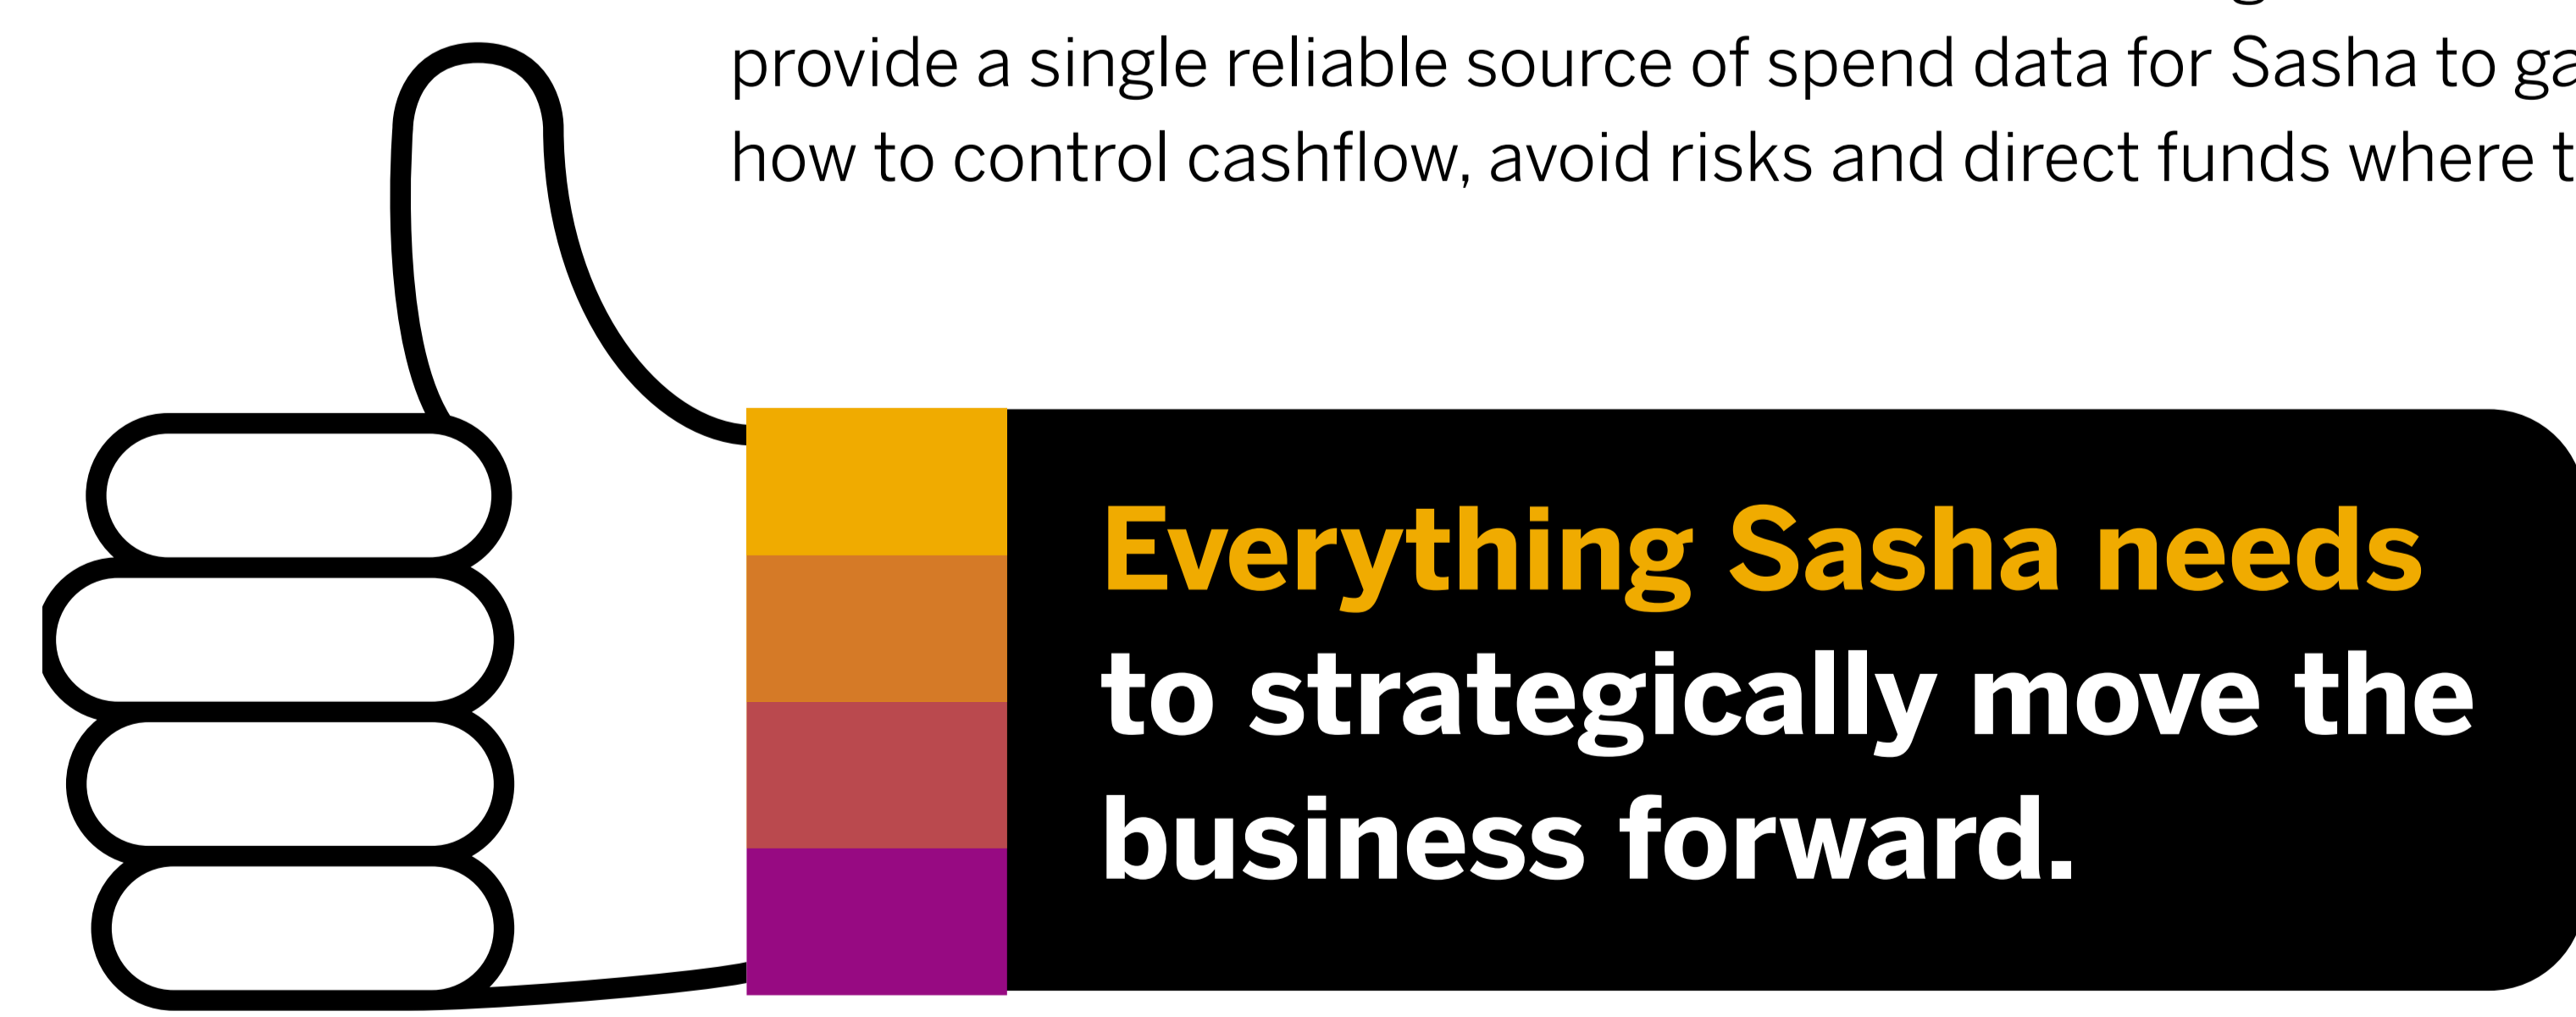 provide a single reliable source of spend data for Sasha to
how to control cashflow, avoid risks and direct funds where
Everything Sasha needs
to strategically move the
business forward.